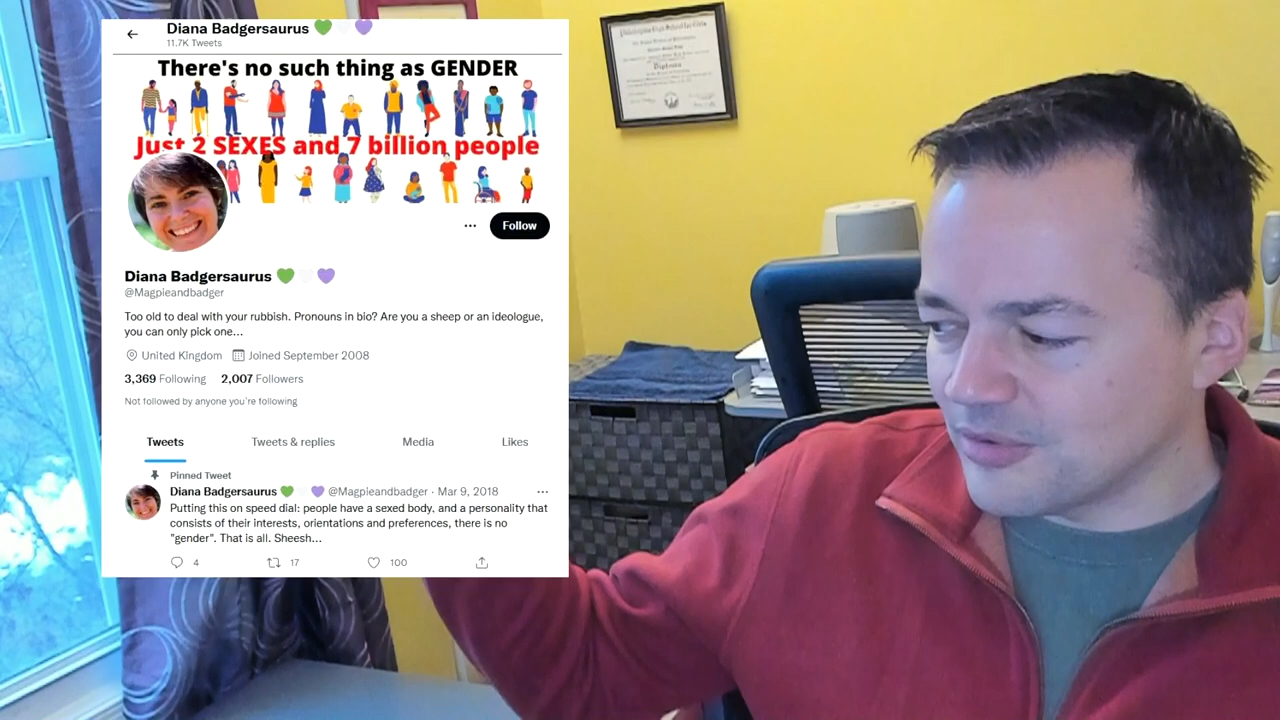 Diana Badgersaurus 💚🤍💜
11.7K Tweets
There's no such thing as GENDER
Just 2 SEXES and 7 billion people
Follow
Diana Badgersaurus 💚🤍💜
@Magpieandbadger
Too old to deal with your rubbish. Pronouns in bio? Are you a sheep or an ideologue,
you can only pick one...
United Kingdom Joined September 2008
3,369 Following 2,007 Followers
Not followed by anyone you're following
Tweets Tweets & replies Media Likes
Pinned Tweet
Diana Badgersaurus 💚🤍💜 @Magpieandbadger · Mar 9, 2018
Putting this on speed dial: people have a sexed body, and a personality that
consists of their interests, orientations and preferences, there is no
"gender". That is all. Sheesh...
4 17 100
Diploma